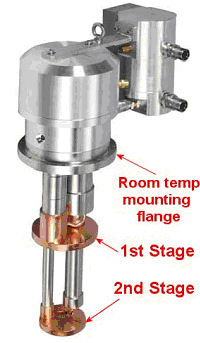 Room temp
mounting
flange
1st Stage
2nd Stage